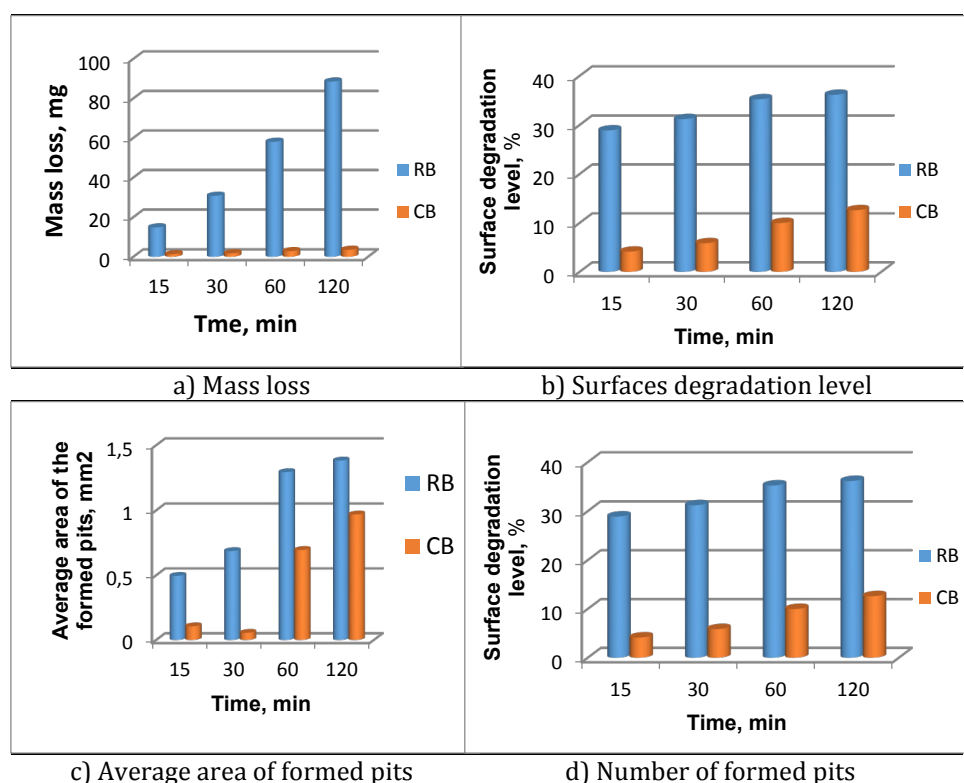 100
80
60
40
20
0
Mass loss, mg
15 30 60 120
Tme, min
RB
CB
40
30
20
10
0
Surface degradation
level, %
15 30 60 120
Time, min
RB
CB
a) Mass loss
b) Surfaces degradation level
1,5
1
0,5
0
Average area of the
formed pits, mm2
15 30 60 120
Time, min
RB
CB
40
30
20
10
0
Surface degradation
level, %
15 30 60 120
Time, min
RB
CB
c) Average area of formed pits
d) Number of formed pits